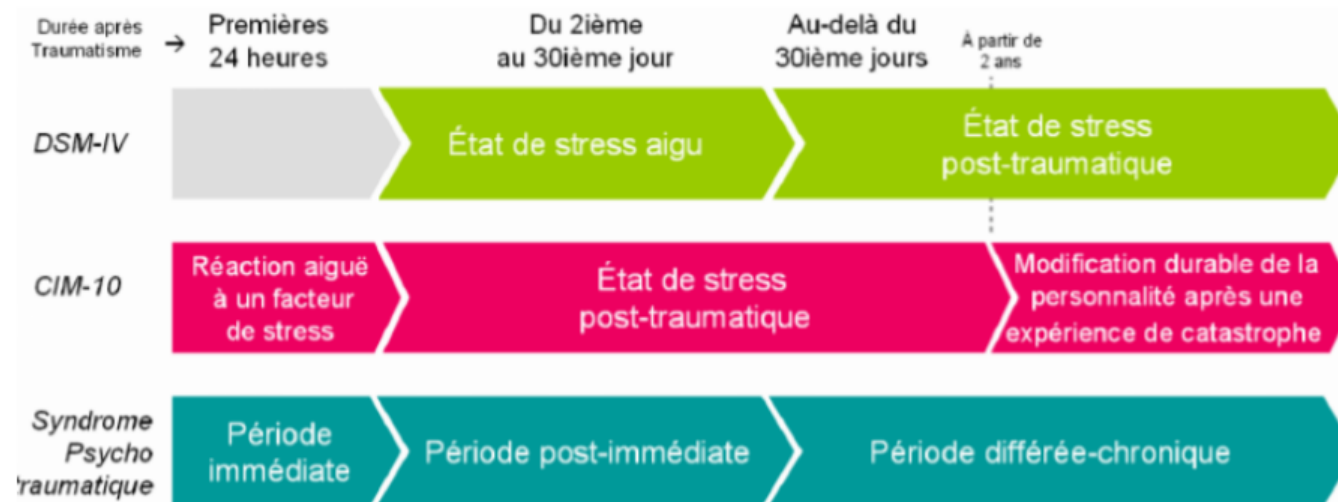 Durée après
Traumatisme →
Premières
24 heures
Du 2ième
au 30ième jour
Au-delà du
30ième jours
À partir de
2 ans
DSM-IV
État de stress aigu
État de stress
post-traumatique
CIM-10
Réaction aiguë
à un facteur
de stress
État de stress
post-traumatique
Modification durable de la
personnalité après une
expérience de catastrophe
Syndrome
Psycho
raumatique
Période
immédiate
Période post-immédiate
Période différée-chronique